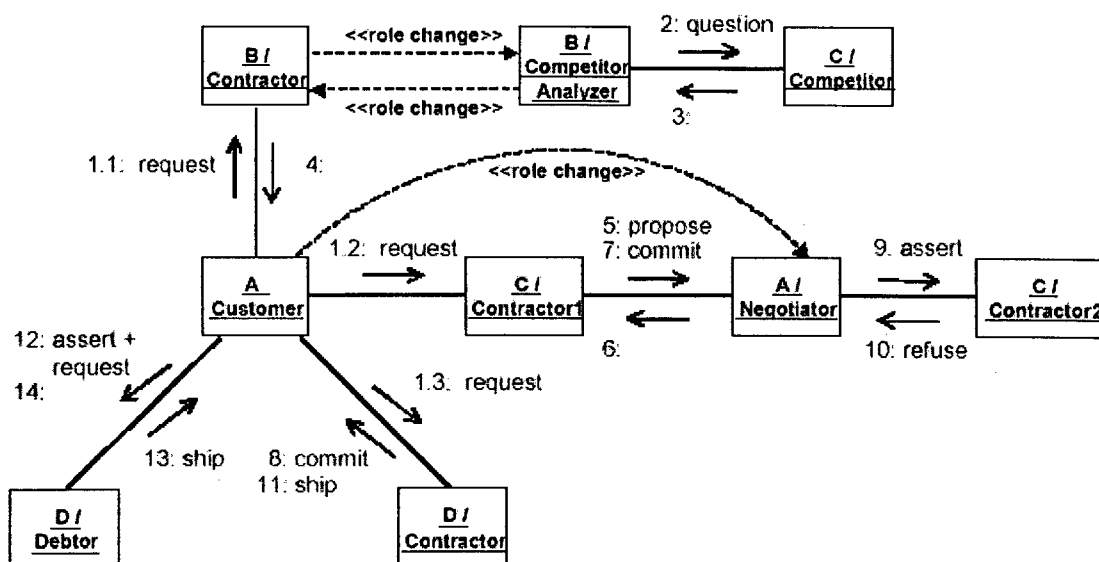 <<role change>>
2: question
B /
Contractor
B /
Competitor
Analyzer
C /
Competitor
<<role change>>
3:
1.1: request
4:
<<role change>>
5: propose
7: commit
1.2: request
9. assert
A
Customer
C /
Contractor1
A /
Negotiator
C /
Contractor2
6:
10: refuse
12: assert +
request
14:
1.3: request
13: ship
8: commit
11: ship
D /
Debtor
D /
Contractor